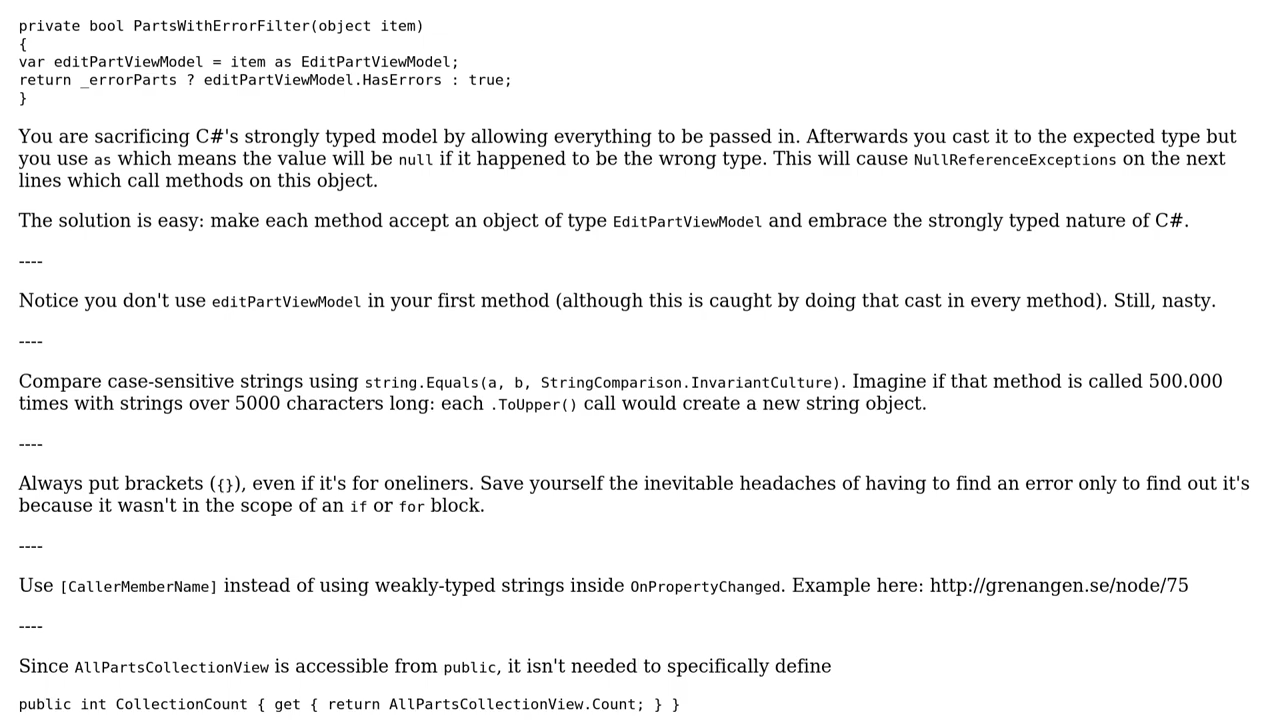 private bool PartsWithErrorFilter(object item)
{
var editPartViewModel = item as EditPartViewModel;
return _errorParts ? editPartViewModel.HasErrors : true;
}
You are sacrificing C#'s strongly typed model by allowing everything to be passed in. Afterwards you cast it to the expected type but
you use as which means the value will be null if it happened to be the wrong type. This will cause NullReferenceExceptions on the next
lines which call methods on this object.
The solution is easy: make each method accept an object of type EditPartViewModel and embrace the strongly typed nature of C#.
----
Notice you don't use editPartViewModel in your first method (although this is caught by doing that cast in every method). Still, nasty.
----
Compare case-sensitive strings using string.Equals(a, b, StringComparison.InvariantCulture). Imagine if that method is called 500.000
times with strings over 5000 characters long: each .ToUpper() call would create a new string object.
----
Always put brackets ({}), even if it's for oneliners. Save yourself the inevitable headaches of having to find an error only to find out it's
because it wasn't in the scope of an if or for block.
----
Use [CallerMemberName] instead of using weakly-typed strings inside OnPropertyChanged. Example here: http://grenangen.se/node/75
----
Since AllPartsCollectionView is accessible from public, it isn't needed to specifically define
public int CollectionCount { get { return AllPartsCollectionView.Count; } }